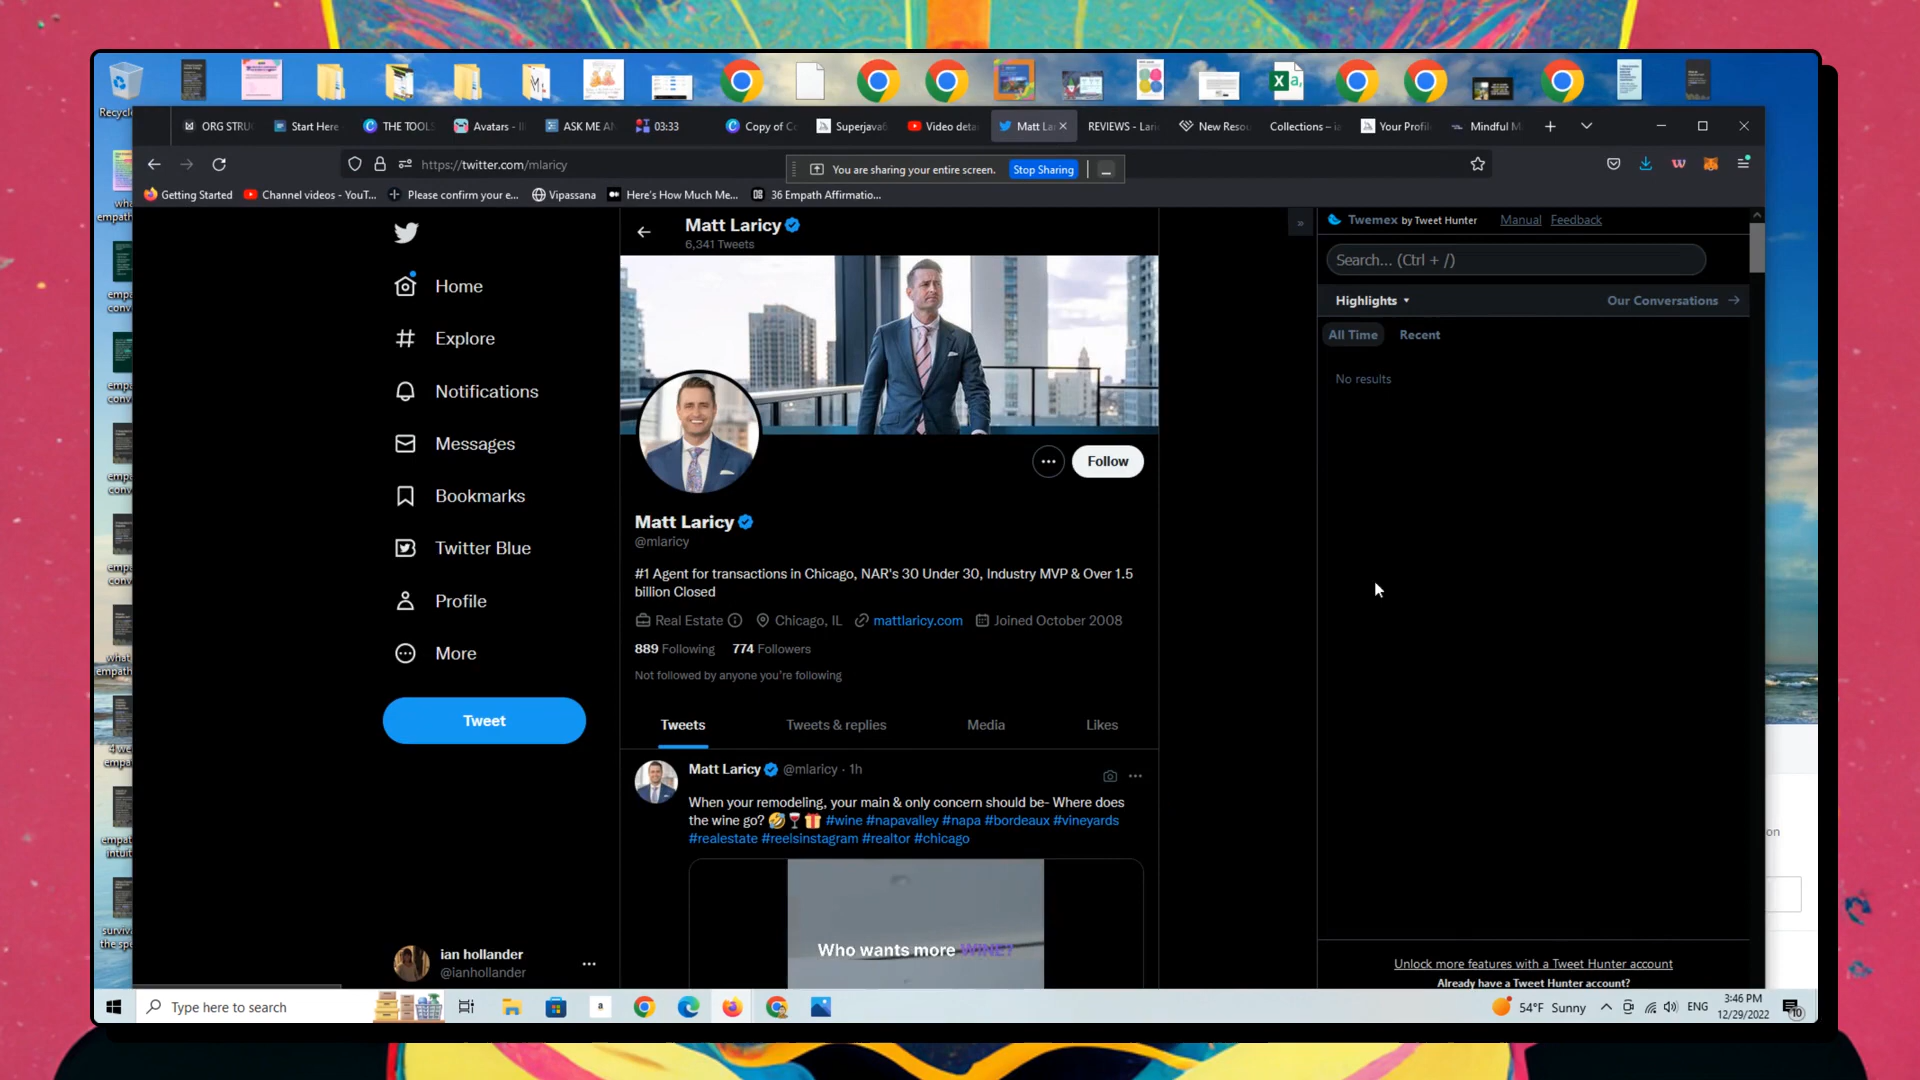 Recycle
ORG STRU
Start Here
THE TOOLS
Avatars - I
ASK ME AN
03:33
Copy of C
Superjava6
Video deta
Matt La
REVIEWS - Lari
New Reso
Collections –
Your Profil
Mindful M
https://twitter.com/mlaricy
You are sharing your entire screen.
Stop Sharing
Getting Started
Channel videos - YouT...
Please confirm your e...
Vipassana
Here's How Much Me...
36 Empath Affirmatio...
Matt Laricy
6,341 Tweets
Home
Explore
Notifications
Messages
Bookmarks
Twitter Blue
Profile
More
Tweet
ian hollander
@ianhollander
Follow
Matt Laricy
@mlaricy
#1 Agent for transactions in Chicago, NAR's 30 Under 30, Industry MVP & Over 1.5
billion Closed
Real Estate
Chicago, IL
mattlaricy.com
Joined October 2008
889 Following
774 Followers
Not followed by anyone you're following
Tweets
Tweets & replies
Media
Likes
Matt Laricy @mlaricy · 1h
When your remodeling, your main & only concern should be- Where does
the wine go? 🤣🍷🎁 #wine #napavalley #napa #bordeaux #vineyards
#realestate #reelsinstagram #realtor #chicago
Who wants more WINE?
Twemex by Tweet Hunter
Manual
Feedback
Search... (Ctrl + /)
Highlights
Our Conversations
All Time
Recent
No results
Unlock more features with a Tweet Hunter account
Already have a Tweet Hunter account?
on
Type here to search
54°F Sunny
ENG
3:46 PM
12/29/2022
10